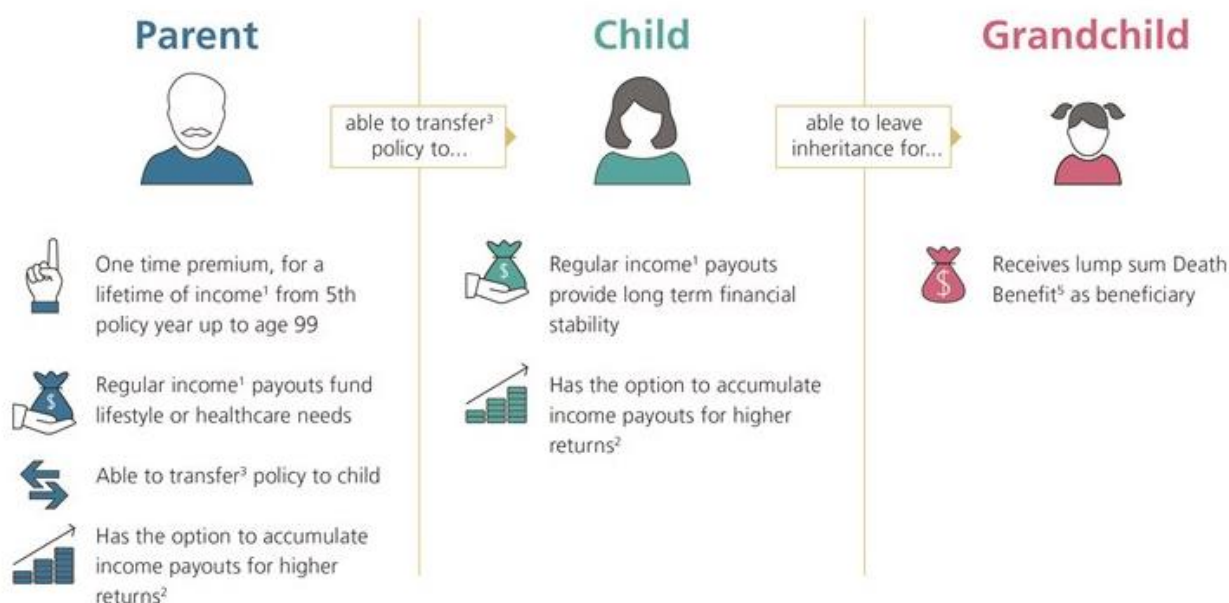 Parent
able to transfer³
policy to...
Child
able to leave
inheritance for...
Grandchild
One time premium, for a
lifetime of income¹ from 5th
policy year up to age 99
$
Regular income¹ payouts fund
lifestyle or healthcare needs
Able to transfer³ policy to child
Has the option to accumulate
income payouts for higher
returns²
$
Regular income¹ payouts
provide long term financial
stability
Has the option to accumulate
income payouts for higher
returns²
$
Receives lump sum Death
Benefit⁵ as beneficiary